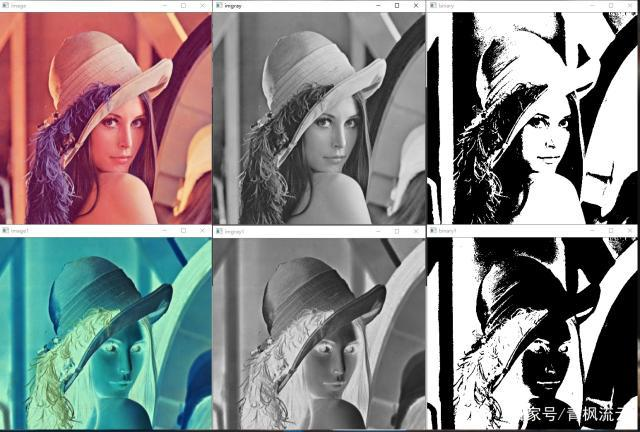 image
imgray
binary
image1
imgray1
binary1
家号/青枫流云